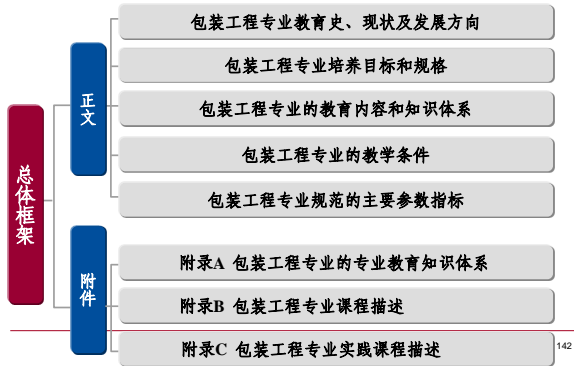 总体框架
正文
包装工程专业教育史、现状及发展方向
包装工程专业培养目标和规格
包装工程专业的教育内容和知识体系
包装工程专业的教学条件
包装工程专业规范的主要参数指标
附件
附录A 包装工程专业的专业教育知识体系
附录B 包装工程专业课程描述
附录C 包装工程专业实践课程描述
142